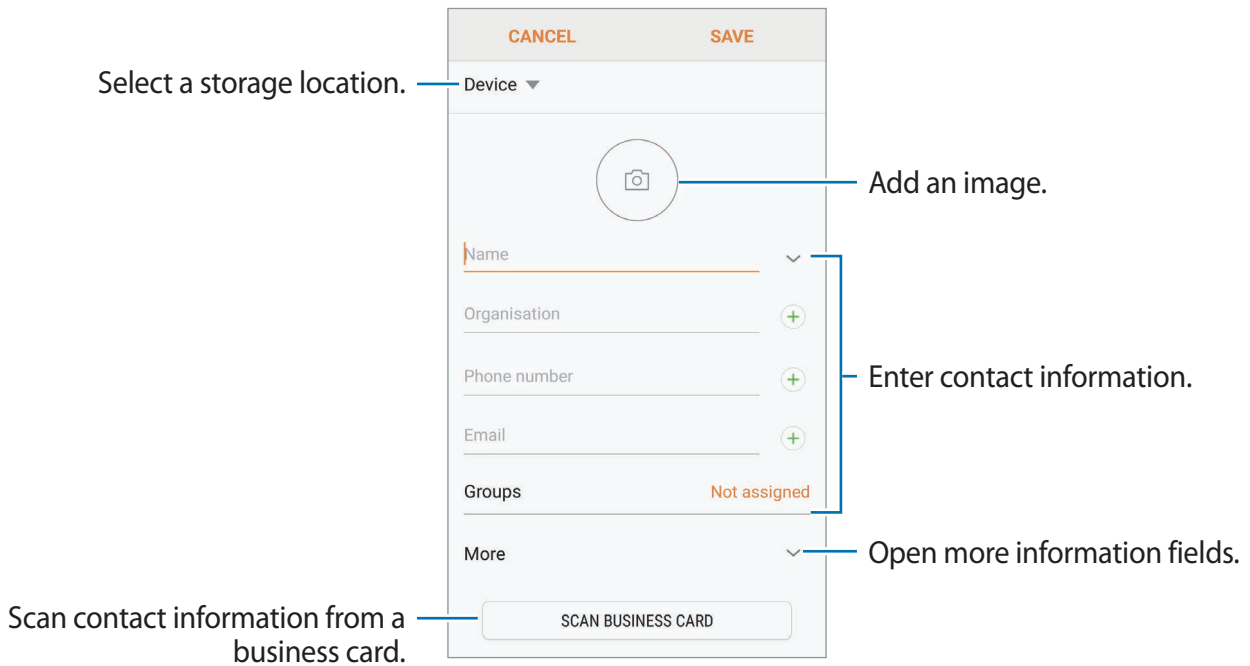 CANCEL SAVE
Select a storage location.
Device
Add an image.
Name
Organisation
Phone number
Enter contact information.
Email
Groups Not assigned
More
Open more information fields.
Scan contact information from a
business card.
SCAN BUSINESS CARD